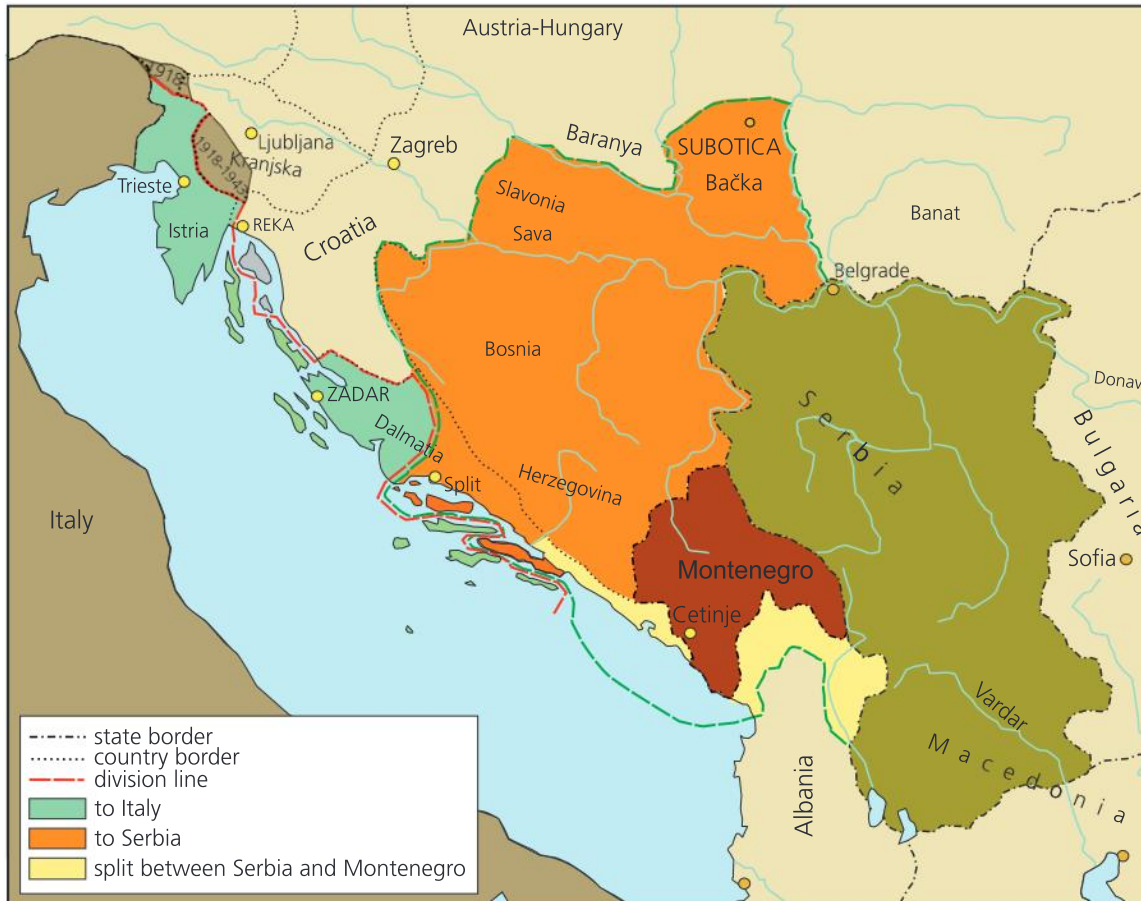 Austria-Hungary
1918-
Ljubljana
Zagreb
Baranya
SUBOTICA
Bačka
1918-1943
Kranjska
Trieste
Slavonia
Banat
Istria
REKA
Croatia
Sava
Belgrade
Bosnia
ZADAR
Donav
Serbia
Bulgaria
Dalmatia
Split
Herzegovina
Italy
Sofia
Montenegro
Cetinje
Vardar
Macedonia
Albania
state border
country border
division line
to Italy
to Serbia
split between Serbia and Montenegro